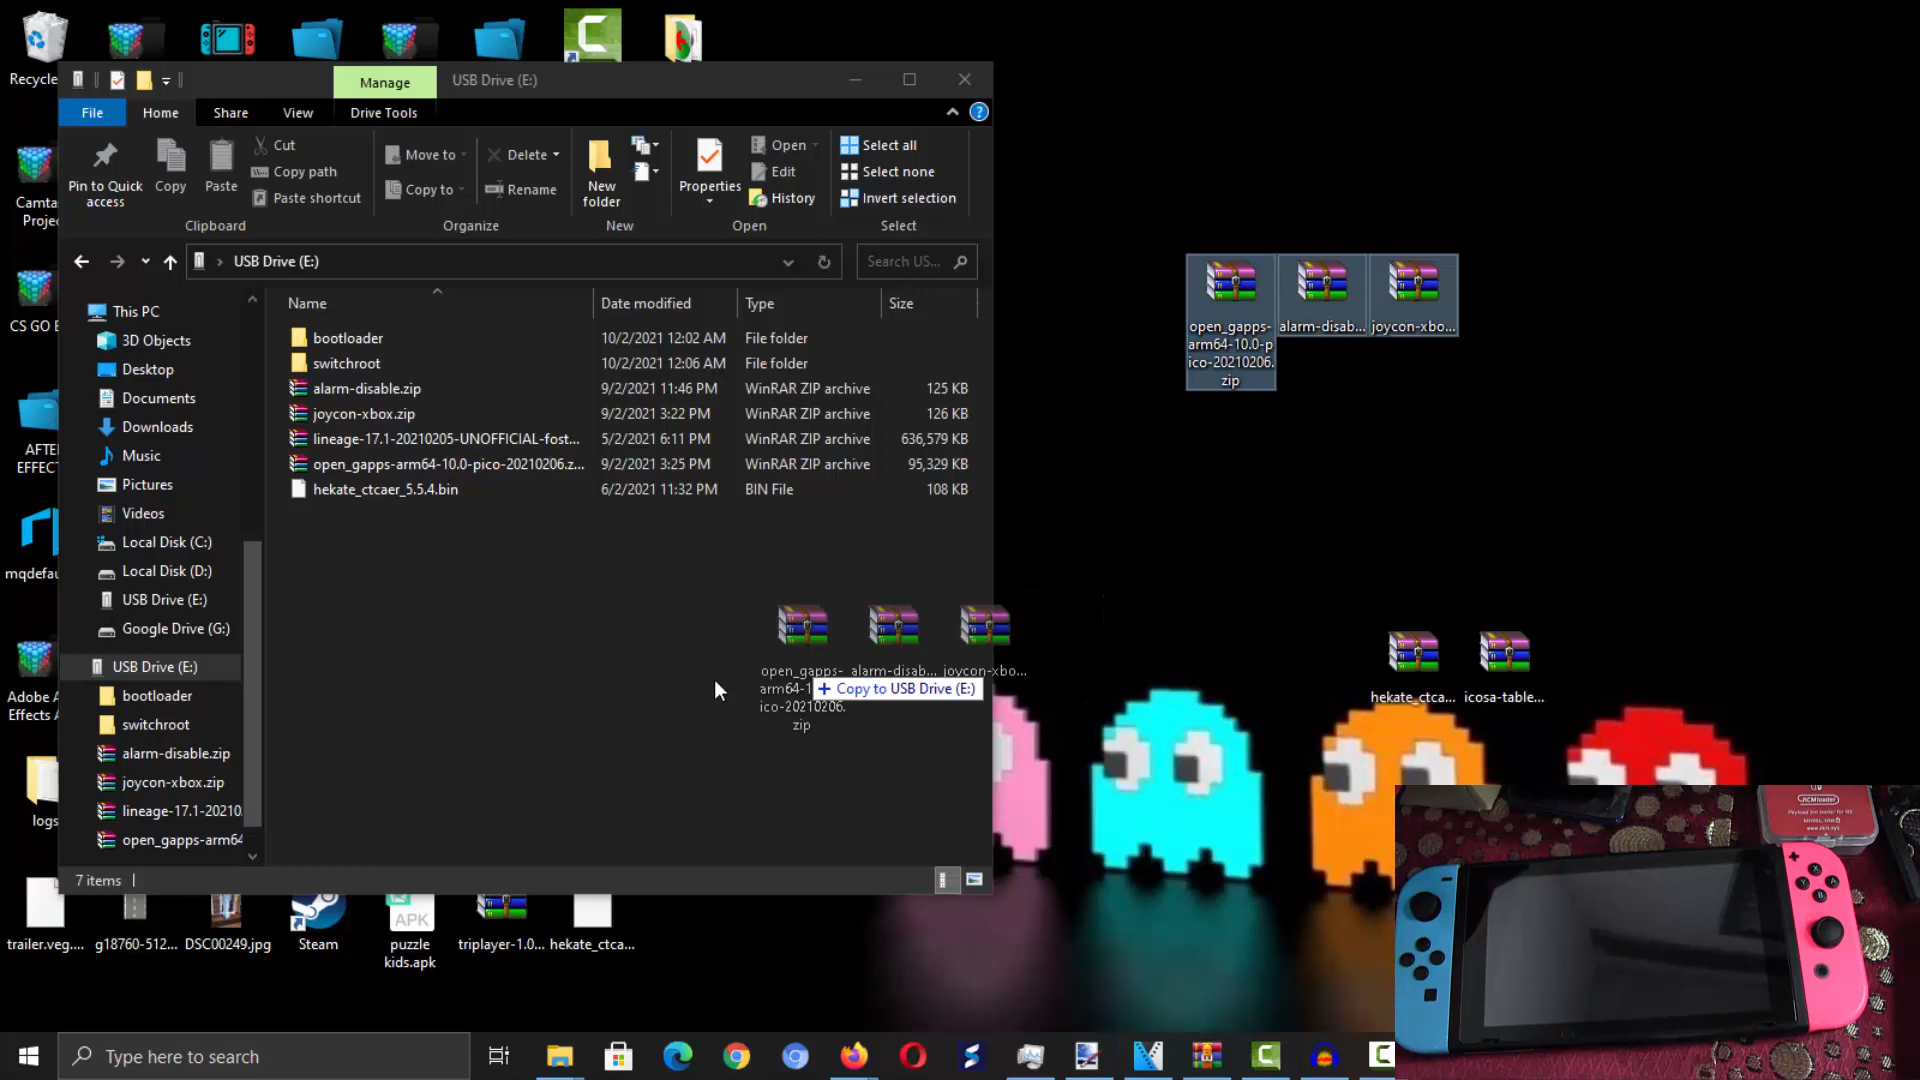 Recycle
Manage
USB Drive (E:)
File
Home
Share
View
Drive Tools
Pin to Quick access
Copy
Paste
Cut
Copy path
Paste shortcut
Clipboard
Move to
Copy to
Delete
Rename
Organize
New folder
New
Properties
Open
Edit
History
Open
Select all
Select none
Invert selection
Select
USB Drive (E:)
Search US...
This PC
3D Objects
Desktop
Documents
Downloads
Music
Pictures
Videos
Local Disk (C:)
Local Disk (D:)
USB Drive (E:)
Google Drive (G:)
USB Drive (E:)
bootloader
switchroot
alarm-disable.zip
joycon-xbox.zip
lineage-17.1-20210
open_gapps-arm64
Name Date modified Type Size
bootloader 10/2/2021 12:02 AM File folder
switchroot 10/2/2021 12:06 AM File folder
alarm-disable.zip 9/2/2021 11:46 PM WinRAR ZIP archive 125 KB
joycon-xbox.zip 9/2/2021 3:22 PM WinRAR ZIP archive 126 KB
lineage-17.1-20210205-UNOFFICIAL-fost... 5/2/2021 6:11 PM WinRAR ZIP archive 636,579 KB
open_gapps-arm64-10.0-pico-20210206.z... 9/2/2021 3:25 PM WinRAR ZIP archive 95,329 KB
hekate_ctcaer_5.5.4.bin 6/2/2021 11:32 PM BIN File 108 KB
open_gapps- alarm-disab... joycon-xbo...
arm64-1
ico-20210206.
zip
+ Copy to USB Drive (E:)
7 items
Camta
Projec
CS GO E
AFTE
EFFECT
mqdefau
Adobe A
Effects A
logs
open_gapps-
arm64-10.0-p
ico-20210206.
zip
alarm-disab...
joycon-xbo...
hekate_ctca...
icosa-table...
trailer.veg....
g18760-512...
DSC00249.jpg
Steam
APK
puzzle
kids.apk
triplayer-1.0...
hekate_ctca...
RCMloader
Payload bin loader for NS
Type here to search